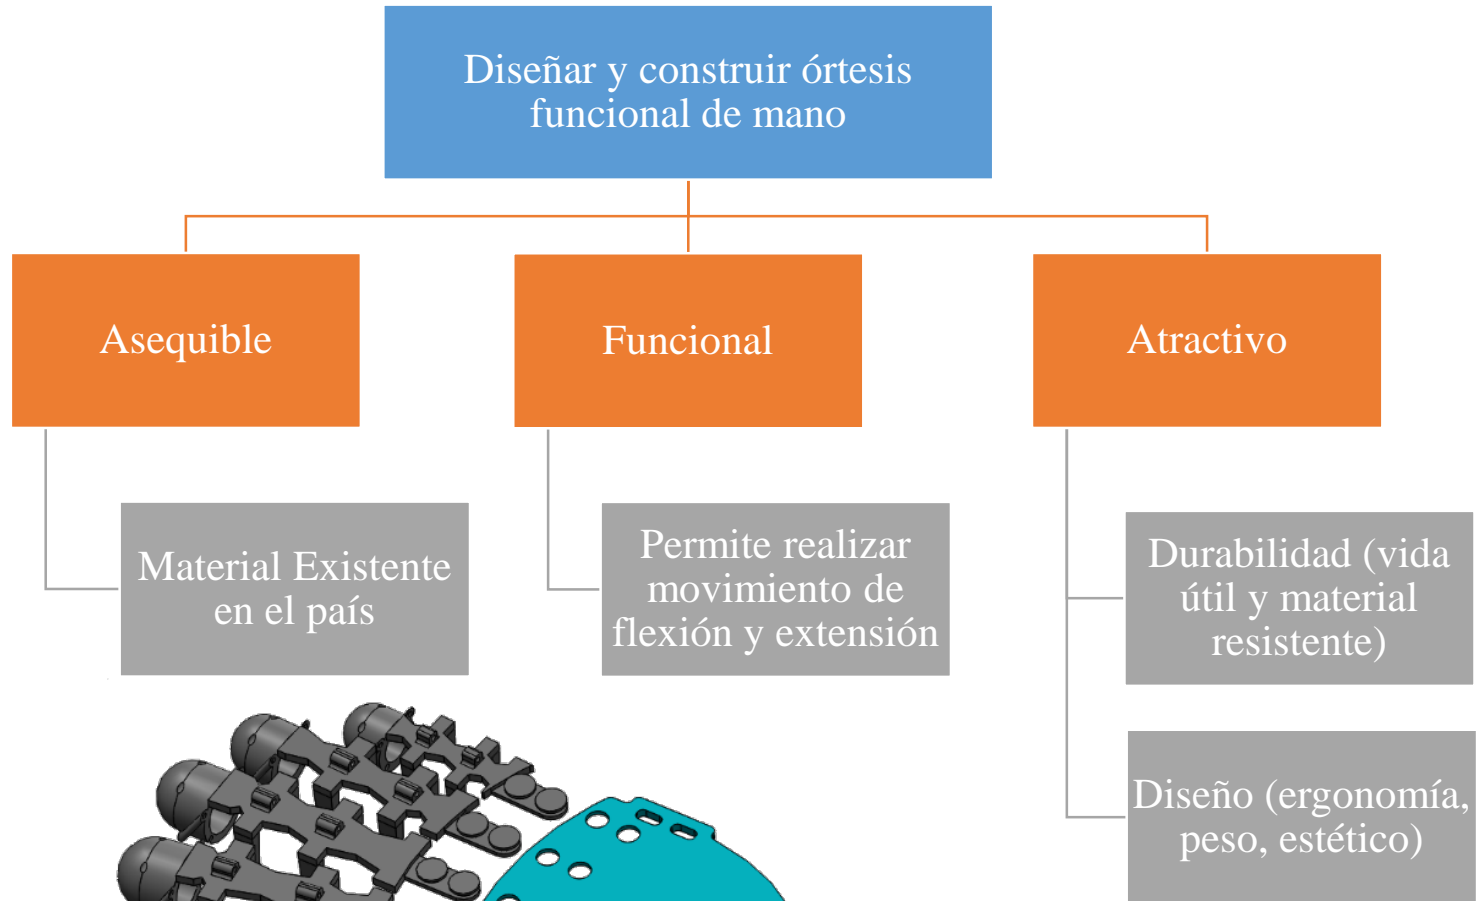 Diseñar y construir órtesis
funcional de mano
Asequible
Funcional
Atractivo
Material Existente
en el país
Permite realizar
movimiento de
flexión y extensión
Durabilidad (vida
útil y material
resistente)
Diseño (ergonomía,
peso, estético)